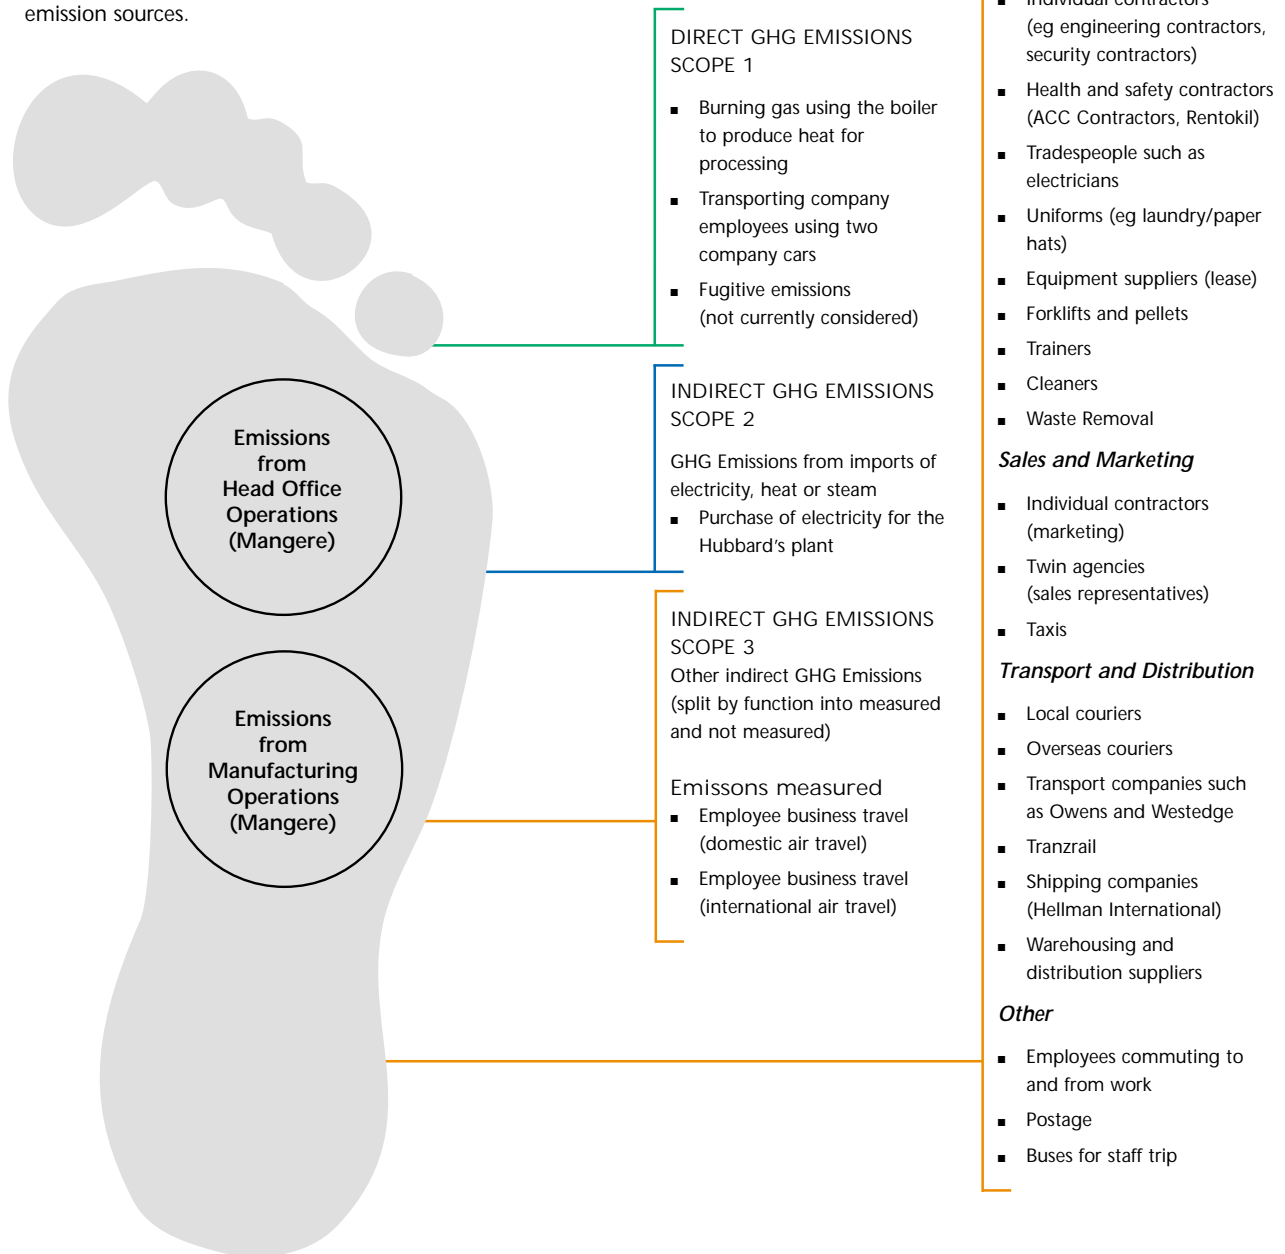 emission sources.
Emissions
from
Head Office
Operations
(Mangere)
Emissions
from
Manufacturing
Operations
(Mangere)
DIRECT GHG EMISSIONS
SCOPE 1
▪ Burning gas using the boiler
to produce heat for
processing
▪ Transporting company
employees using two
company cars
▪ Fugitive emissions
(not currently considered)
INDIRECT GHG EMISSIONS
SCOPE 2
GHG Emissions from imports of
electricity, heat or steam
▪ Purchase of electricity for the
Hubbard's plant
INDIRECT GHG EMISSIONS
SCOPE 3
Other indirect GHG Emissions
(split by function into measured
and not measured)
Emissons measured
▪ Employee business travel
(domestic air travel)
▪ Employee business travel
(international air travel)
▪ Individual contractors
(eg engineering contractors,
security contractors)
▪ Health and safety contractors
(ACC Contractors, Rentokil)
▪ Tradespeople such as
electricians
▪ Uniforms (eg laundry/paper
hats)
▪ Equipment suppliers (lease)
▪ Forklifts and pellets
▪ Trainers
▪ Cleaners
▪ Waste Removal
Sales and Marketing
▪ Individual contractors
(marketing)
▪ Twin agencies
(sales representatives)
▪ Taxis
Transport and Distribution
▪ Local couriers
▪ Overseas couriers
▪ Transport companies such
as Owens and Westedge
▪ Tranzrail
▪ Shipping companies
(Hellman International)
▪ Warehousing and
distribution suppliers
Other
▪ Employees commuting to
and from work
▪ Postage
▪ Buses for staff trip